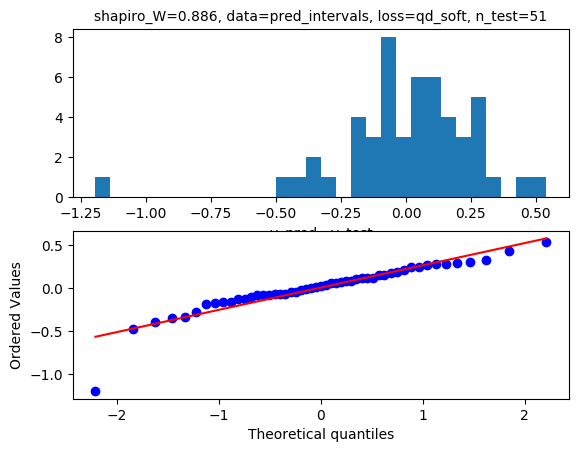 shapiro_W=0.886, data=pred_intervals, loss=qd_soft, n_test=51
8
6
4
2
0
−1.25 −1.00 −0.75 −0.50 −0.25 0.00 0.25 0.50
0.5
0.0
−0.5
−1.0
Ordered Values
−2 −1 0 1 2
Theoretical quantiles